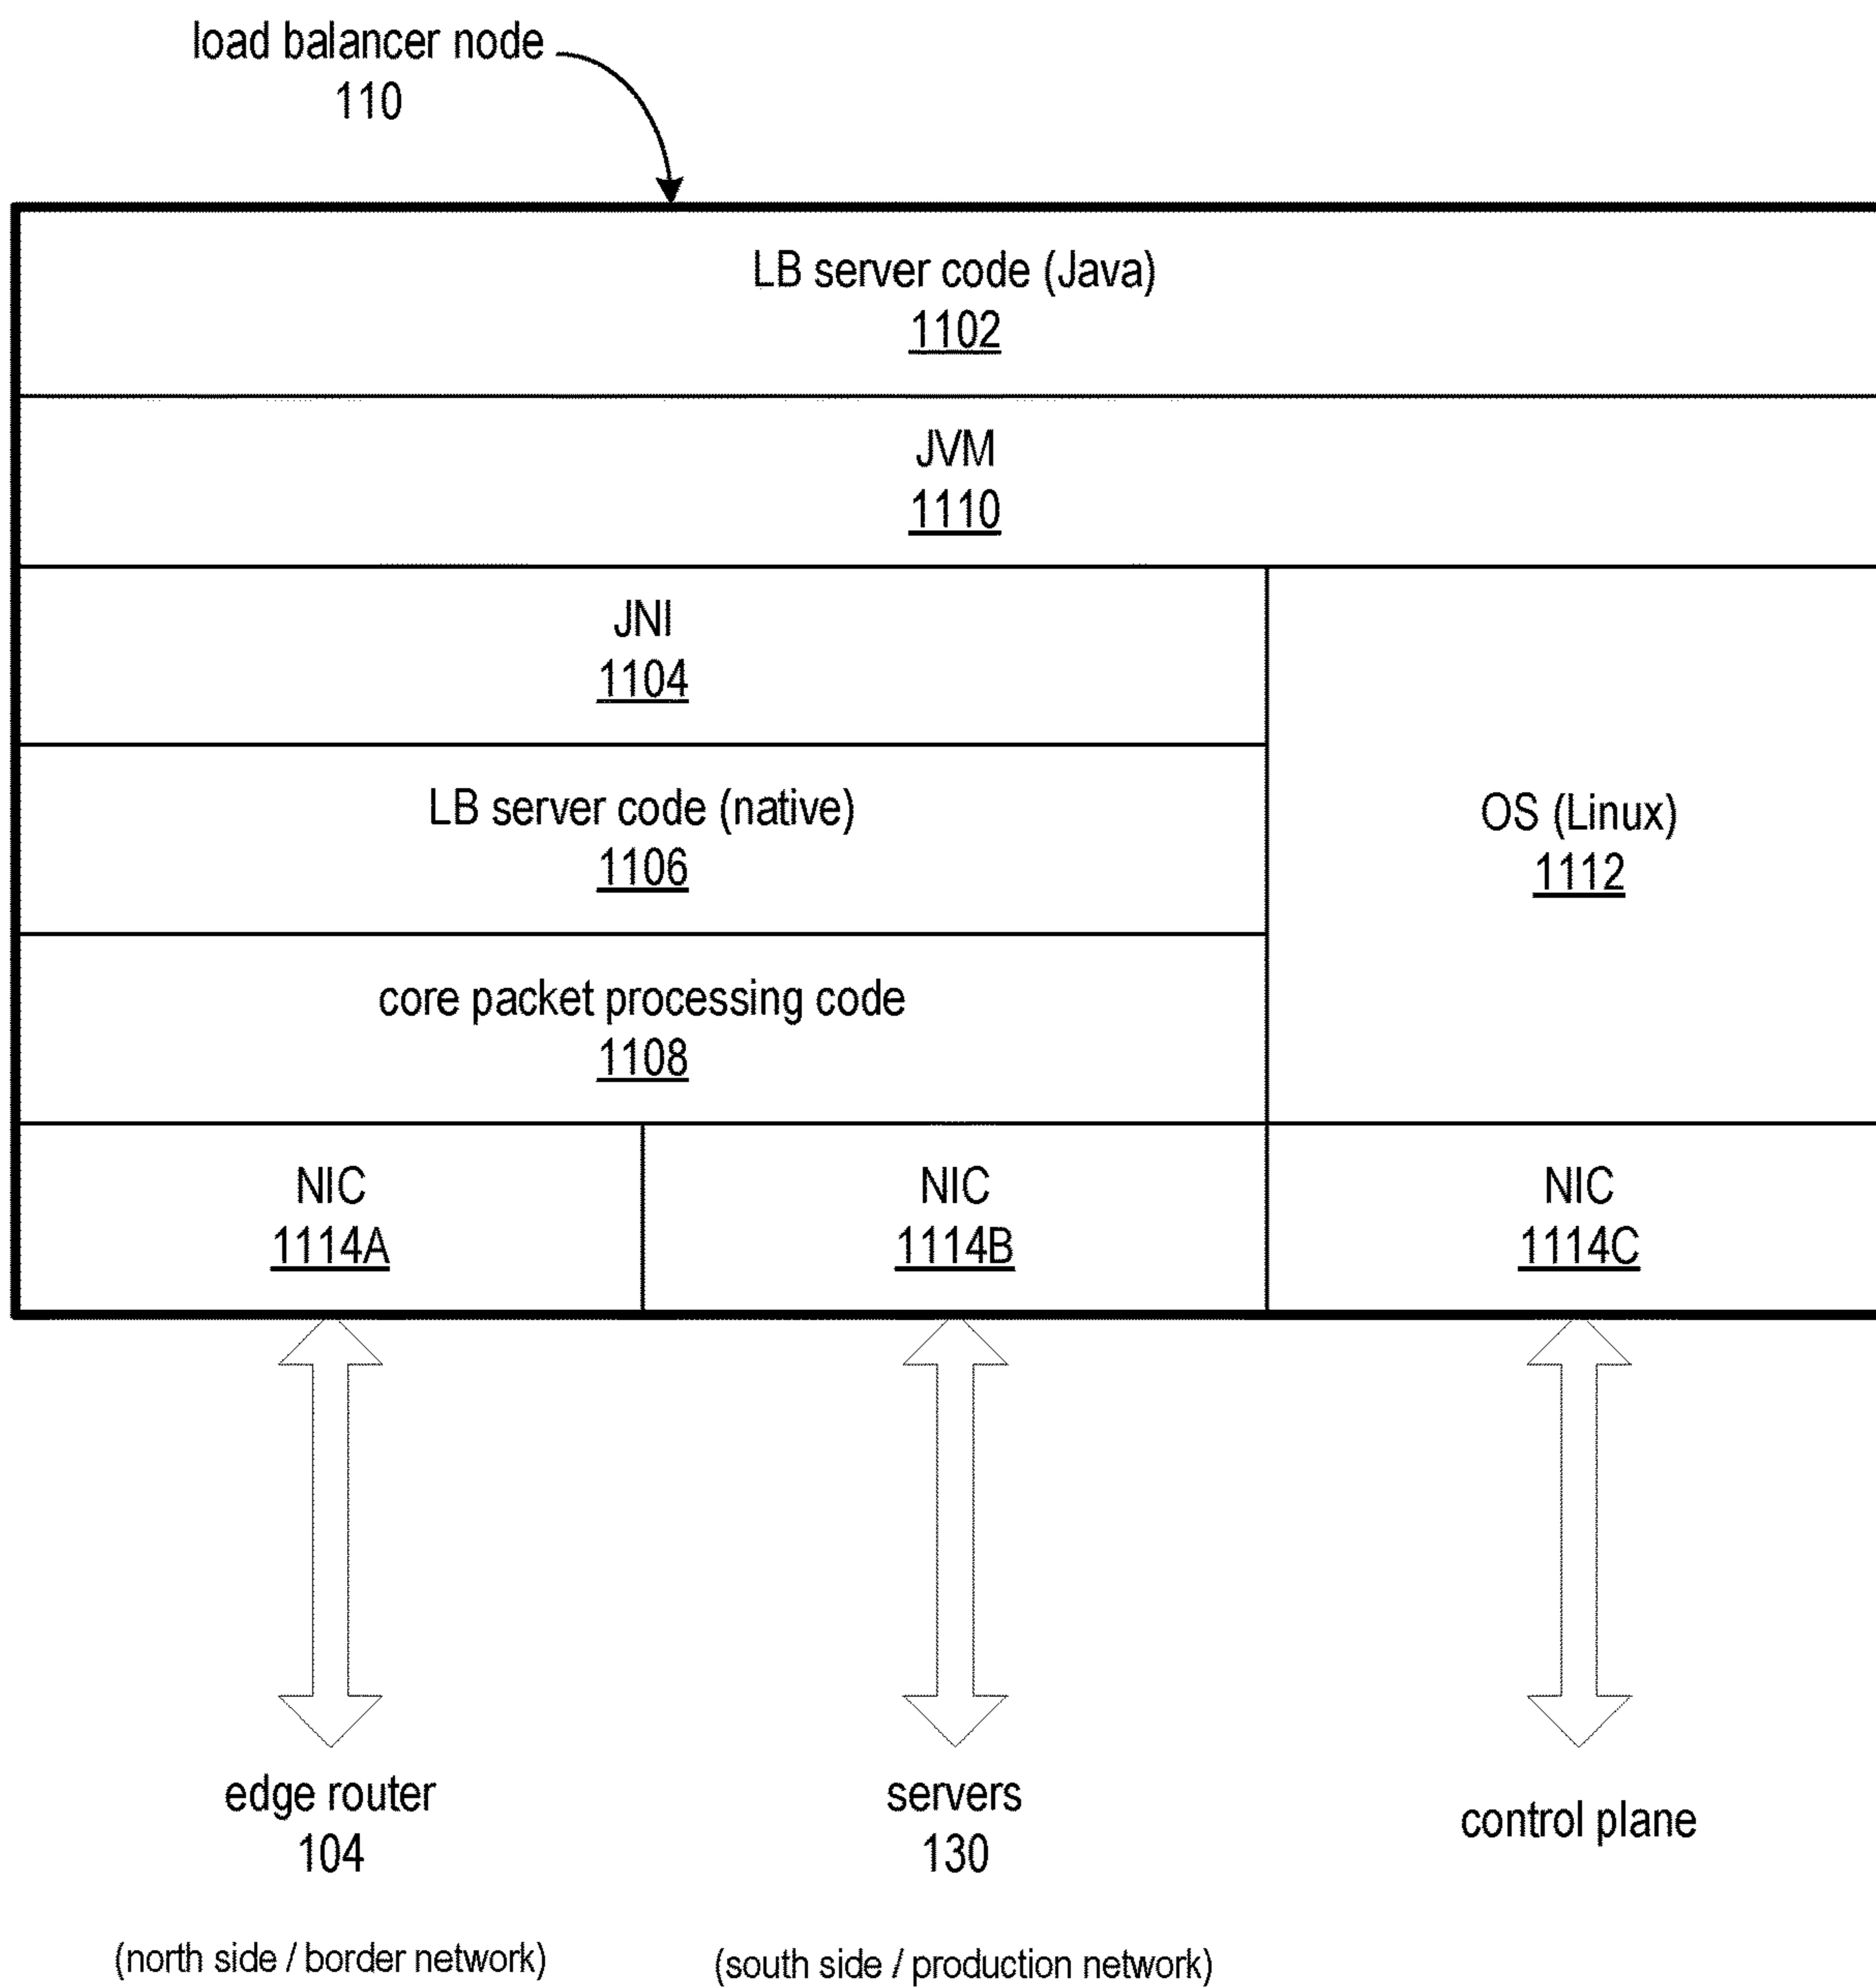 load balancer node
110
LB server code (Java)
1102
JVM
1110
JNI
1104
LB server code (native)
1106
OS (Linux)
1112
core packet processing code
1108
NIC
1114A
NIC
1114B
NIC
1114C
edge router
104
servers
130
control plane
(north side / border network)
(south side / production network)